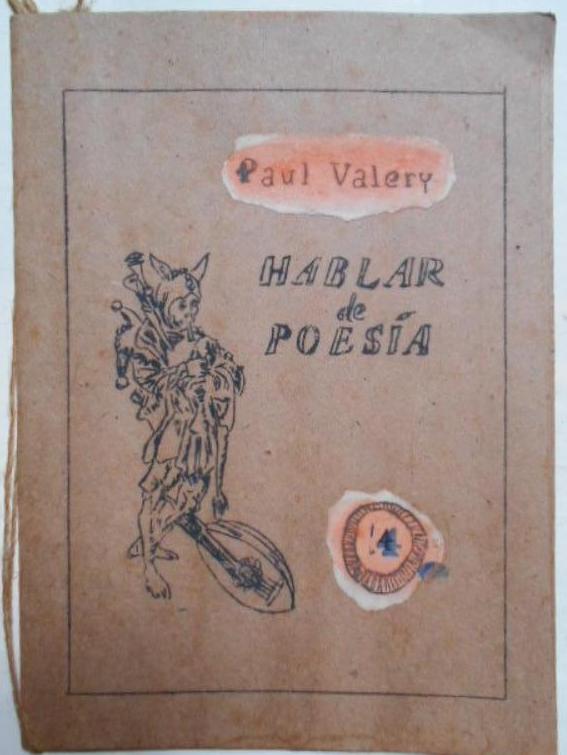 Paul Valery
HABLAR
de
POESÍA
4